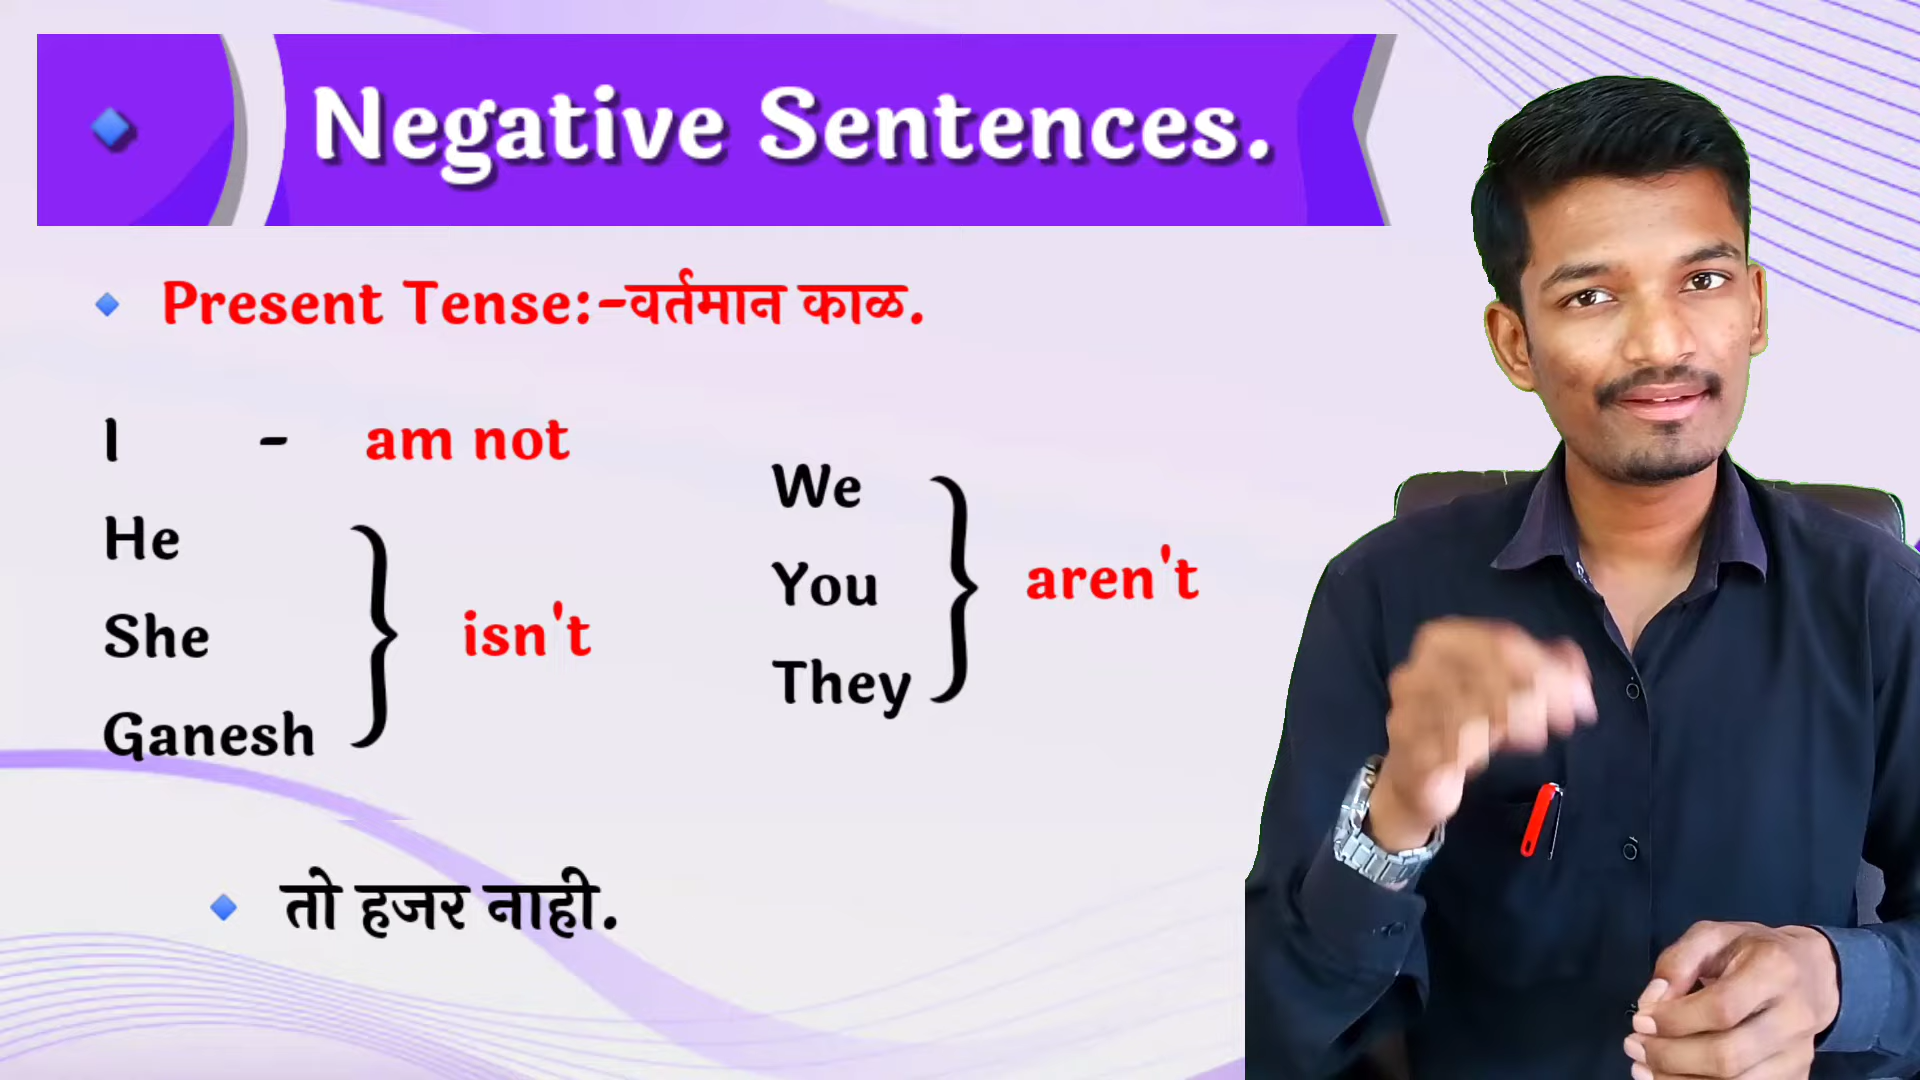 Negative Sentences.
Present Tense:-वर्तमान काळ.
I - am not
He
She
Ganesh
isn't
We
You
They
aren't
तो हजर नाही.